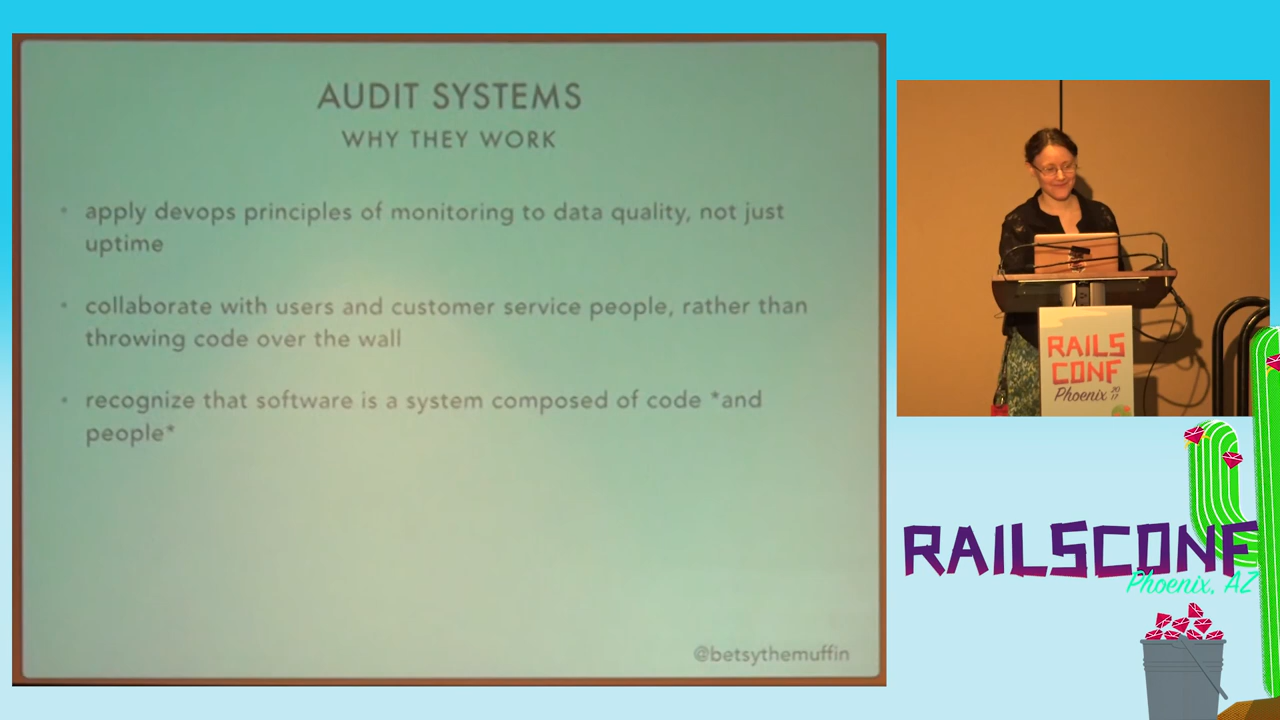 AUDIT SYSTEMS
WHY THEY WORK
• apply devops principles of monitoring to data quality, not just
uptime
• collaborate with users and customer service people, rather than
throwing code over the wall
• recognize that software is a system composed of code *and
people*
@betsythemuffin
RAILS
CONF
Phoenix 20
17
RAILSCONF
Phoenix, AZ